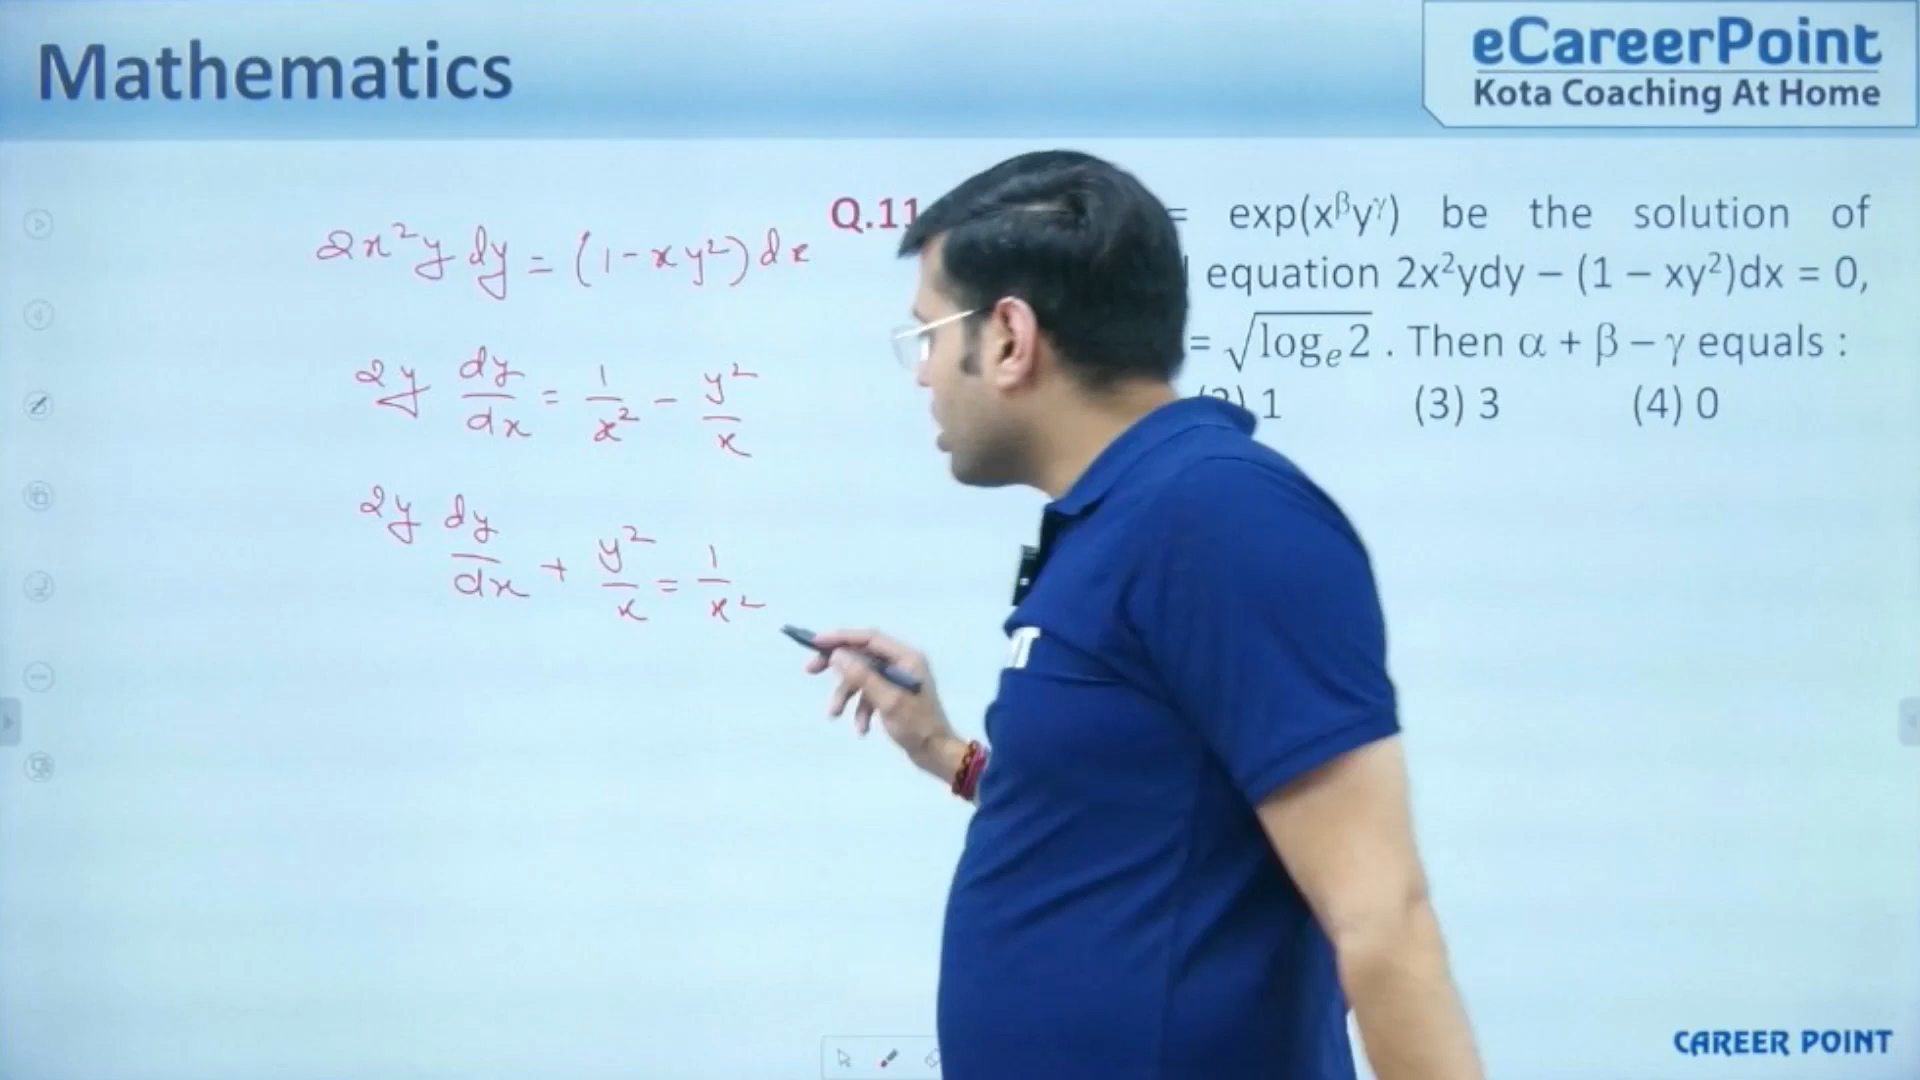 Mathematics
eCareerPoint
Kota Coaching At Home
2x²y dy = (1 - xy²) dx
2y dy/dx = 1/x² - y²/x
2y dy/dx + y²/x = 1/x²
Q.11 = exp(xᵝyᵞ) be the solution of
equation 2x²ydy – (1 – xy²)dx = 0,
= √logₑ2 . Then α + β – γ equals :
1 (3) 3 (4) 0
CAREER POINT